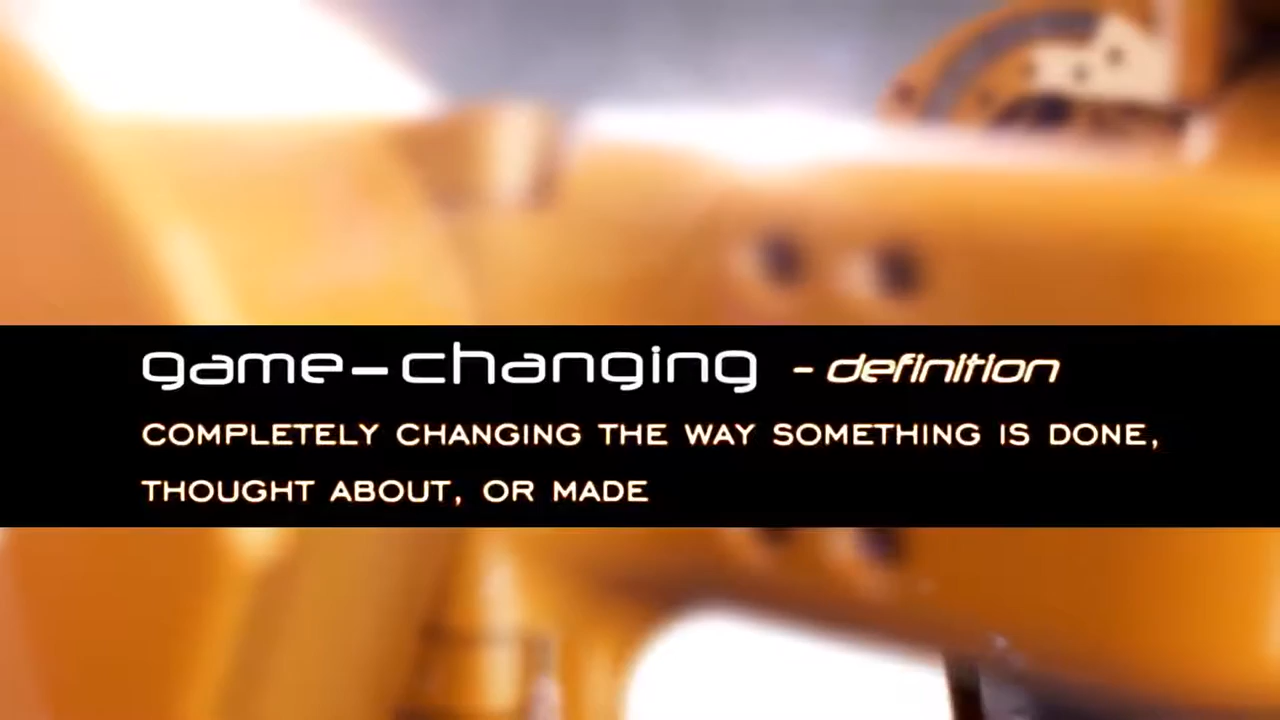 game-changing - definition
COMPLETELY CHANGING THE WAY SOMETHING IS DONE,
THOUGHT ABOUT, OR MADE